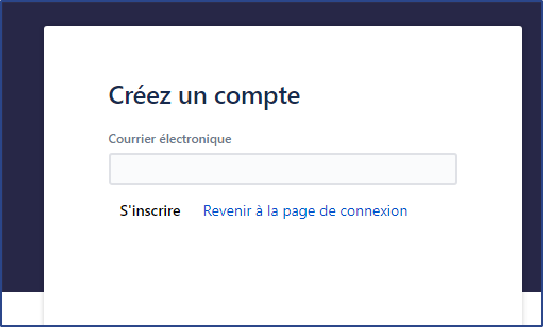 Créez un compte
Courrier électronique
S'inscrire Revenir à la page de connexion